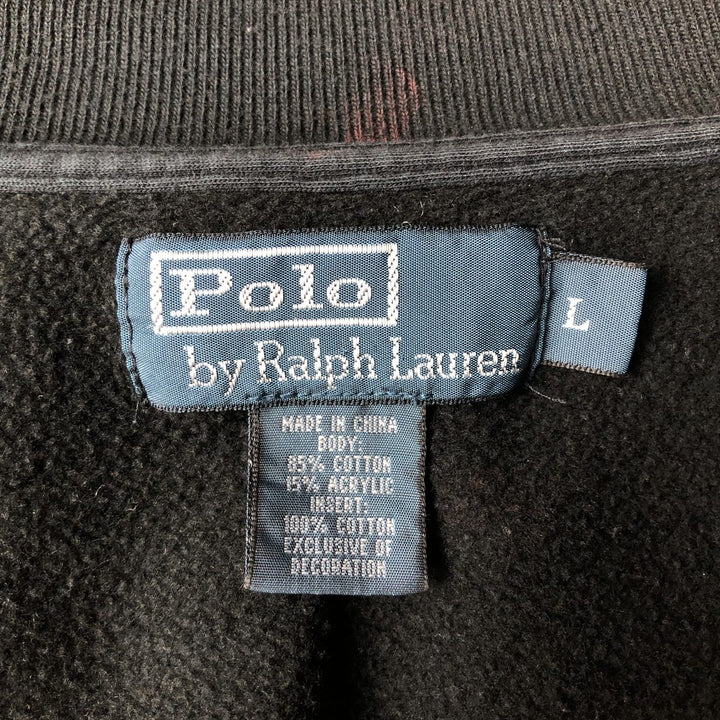 Polo
by Ralph Lauren
L
MADE IN CHINA
BODY:
85% COTTON
15% ACRYLIC
INSERT:
100% COTTON
EXCLUSIVE OF
DECORATION